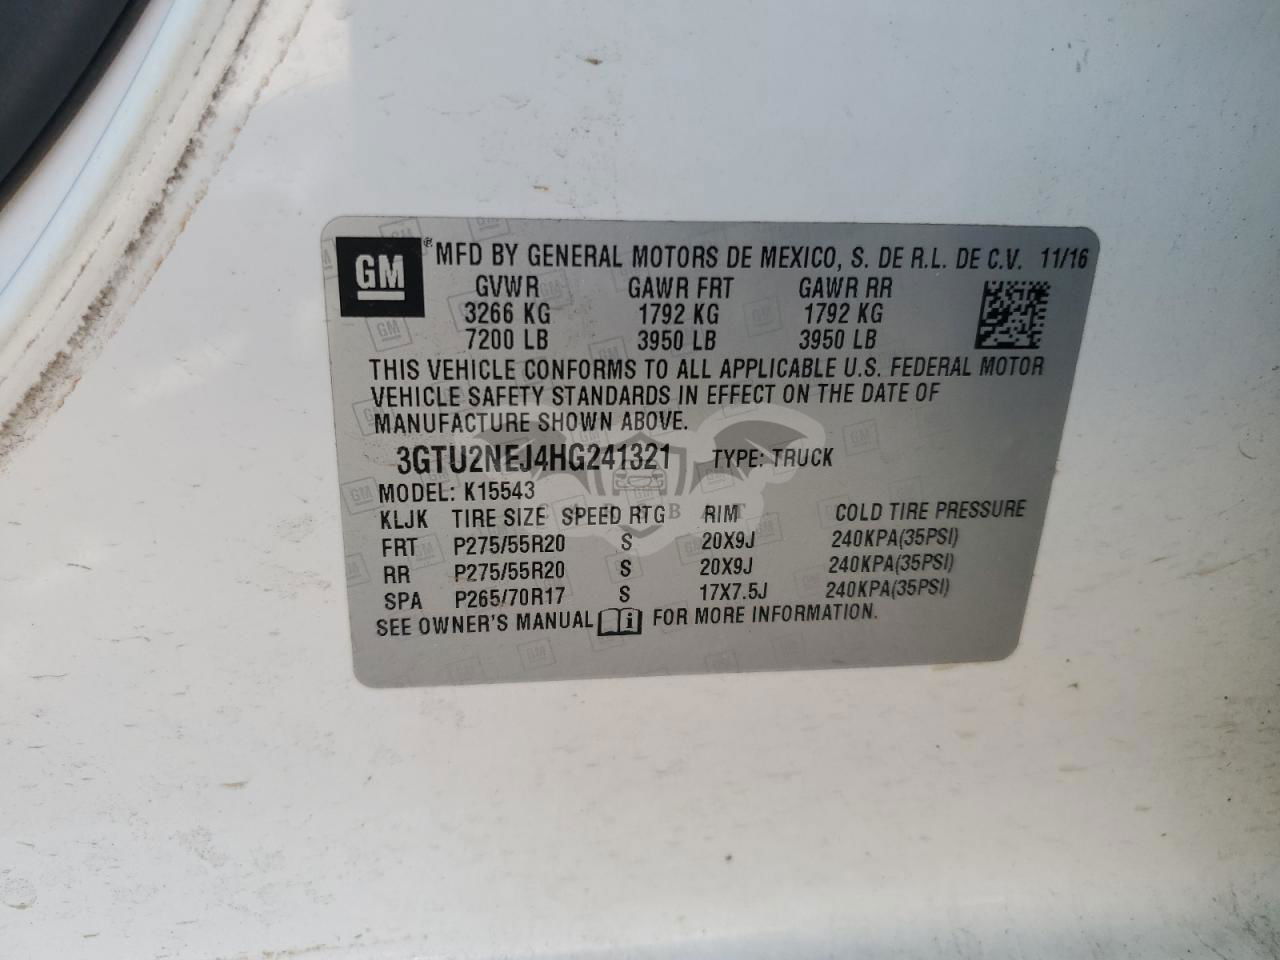 GM ® MFD BY GENERAL MOTORS DE MEXICO, S. DE R.L. DE C.V. 11/16
GVWR GAWR FRT GAWR RR
3266 KG 1792 KG 1792 KG
7200 LB 3950 LB 3950 LB
THIS VEHICLE CONFORMS TO ALL APPLICABLE U.S. FEDERAL MOTOR
VEHICLE SAFETY STANDARDS IN EFFECT ON THE DATE OF
MANUFACTURE SHOWN ABOVE.
3GTU2NEJ4HG241321 TYPE: TRUCK
MODEL: K15543
KLJK TIRE SIZE SPEED RTG RIM COLD TIRE PRESSURE
FRT P275/55R20 S 20X9J 240KPA(35PSI)
RR P275/55R20 S 20X9J 240KPA(35PSI)
SPA P265/70R17 S 17X7.5J 240KPA(35PSI)
SEE OWNER'S MANUAL i FOR MORE INFORMATION.